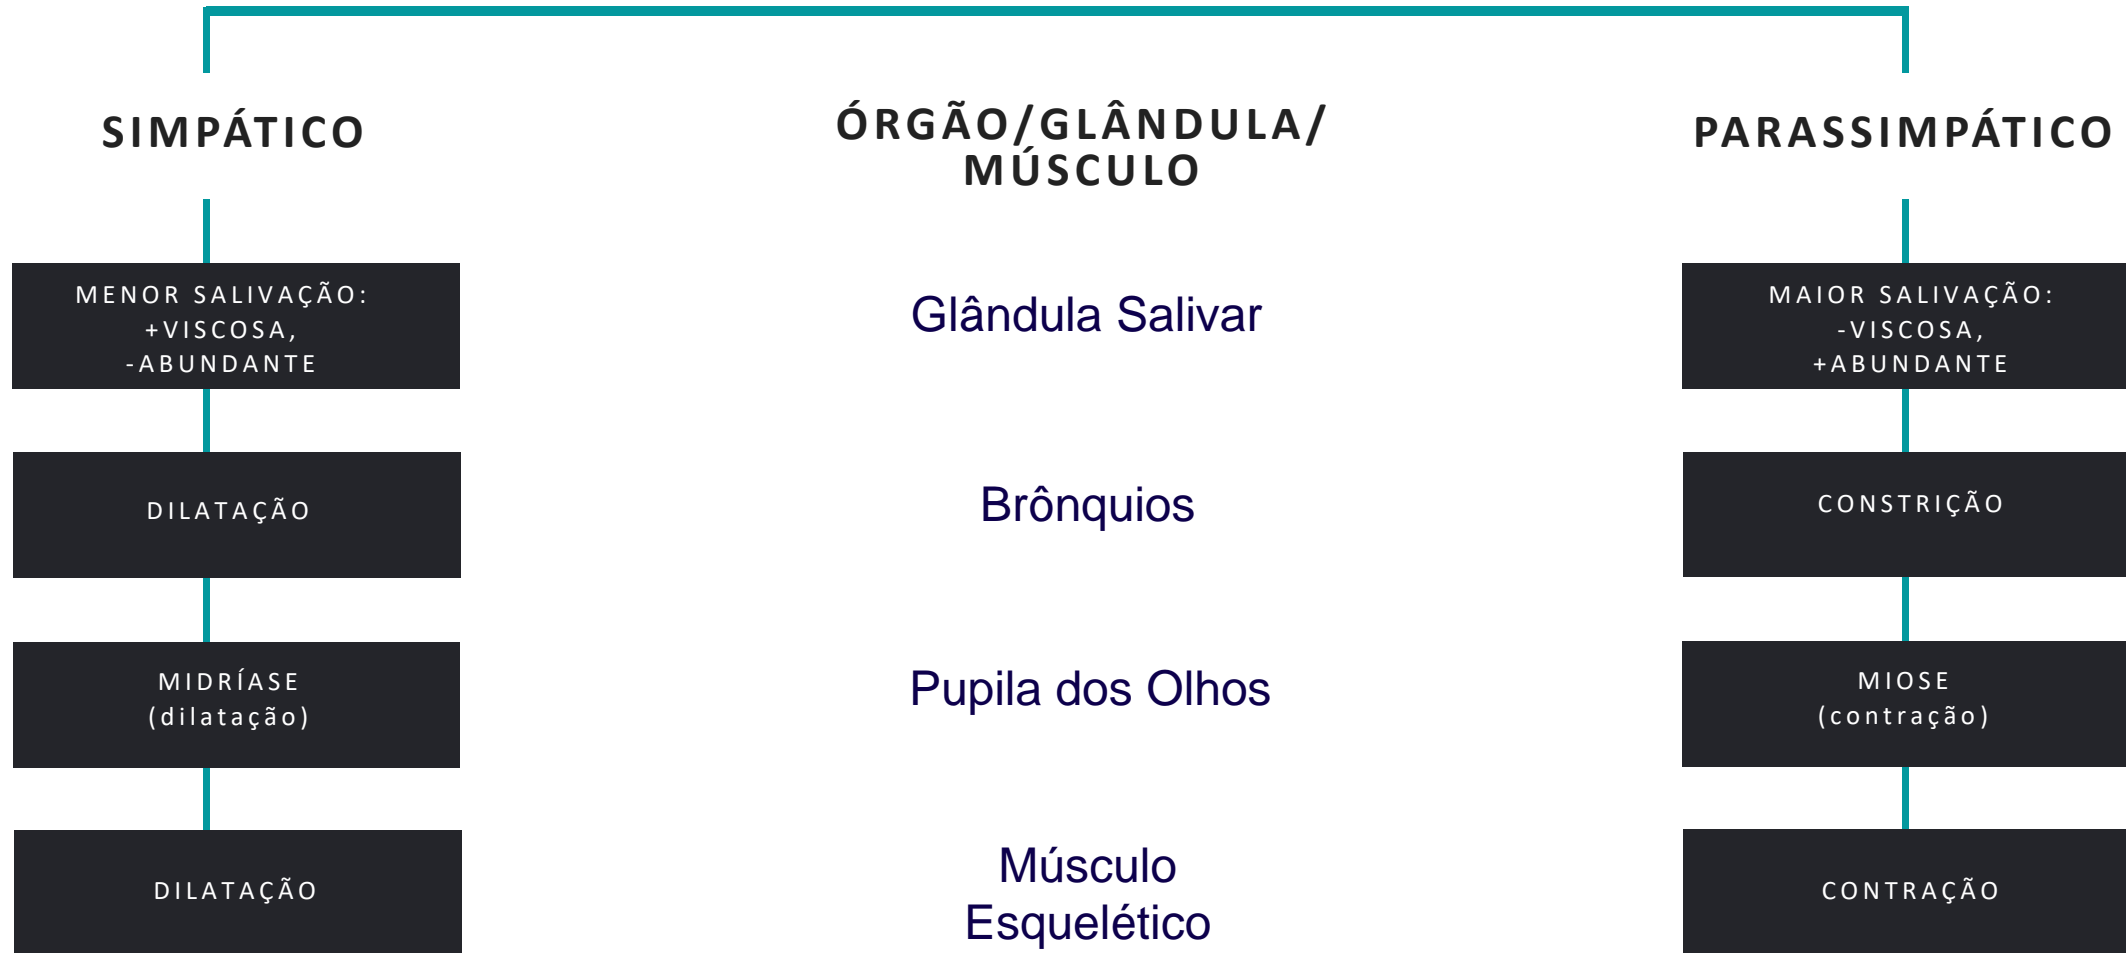 SIMPÁTICO
ÓRGÃO/GLÂNDULA/
MÚSCULO
PARASSIMPÁTICO
MENOR SALIVAÇÃO:
+VISCOSA,
-ABUNDANTE
Glândula Salivar
MAIOR SALIVAÇÃO:
-VISCOSA,
+ABUNDANTE
DILATAÇÃO
Brônquios
CONSTRIÇÃO
MIDRÍASE
(dilatação)
Pupila dos Olhos
MIOSE
(contração)
DILATAÇÃO
Músculo
Esquelético
CONTRAÇÃO